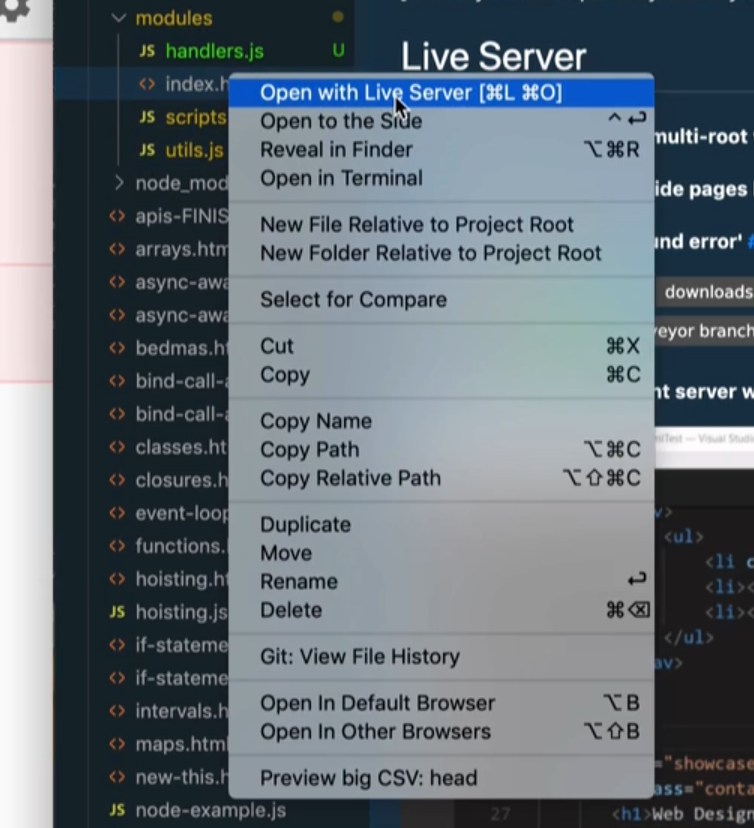 modules
JS handlers.js U
<> index.h
JS scripts
JS utils.js
node_mod
<> apis-FINIS
<> arrays.htm
<> async-awa
<> async-awa
<> bedmas.ht
<> bind-call-a
<> bind-call-a
<> classes.ht
<> closures.h
<> event-loop
<> functions.
<> hoisting.ht
JS hoisting.js
<> if-stateme
<> if-stateme
<> intervals.h
<> maps.html
<> new-this.h
JS node-example.js
Open with Live Server [⌘L ⌘O]
Open to the Side ^↩
Reveal in Finder ⌥⌘R
Open in Terminal
New File Relative to Project Root
New Folder Relative to Project Root
Select for Compare
Cut ⌘X
Copy ⌘C
Copy Name
Copy Path ⌥⌘C
Copy Relative Path ⌥⇧⌘C
Duplicate
Move
Rename ↩
Delete ⌘⌫
Git: View File History
Open In Default Browser ⌥B
Open In Other Browsers ⌥⇧B
Preview big CSV: head
Live Server
multi-root
ide pages
und error' #
downloads
eyor branch
nt server w
Test — Visual Studi
v>
<ul>
<li c
<li><
<li><
</ul>
av>
="showcase
ass="conta
27 <h1>Web Design